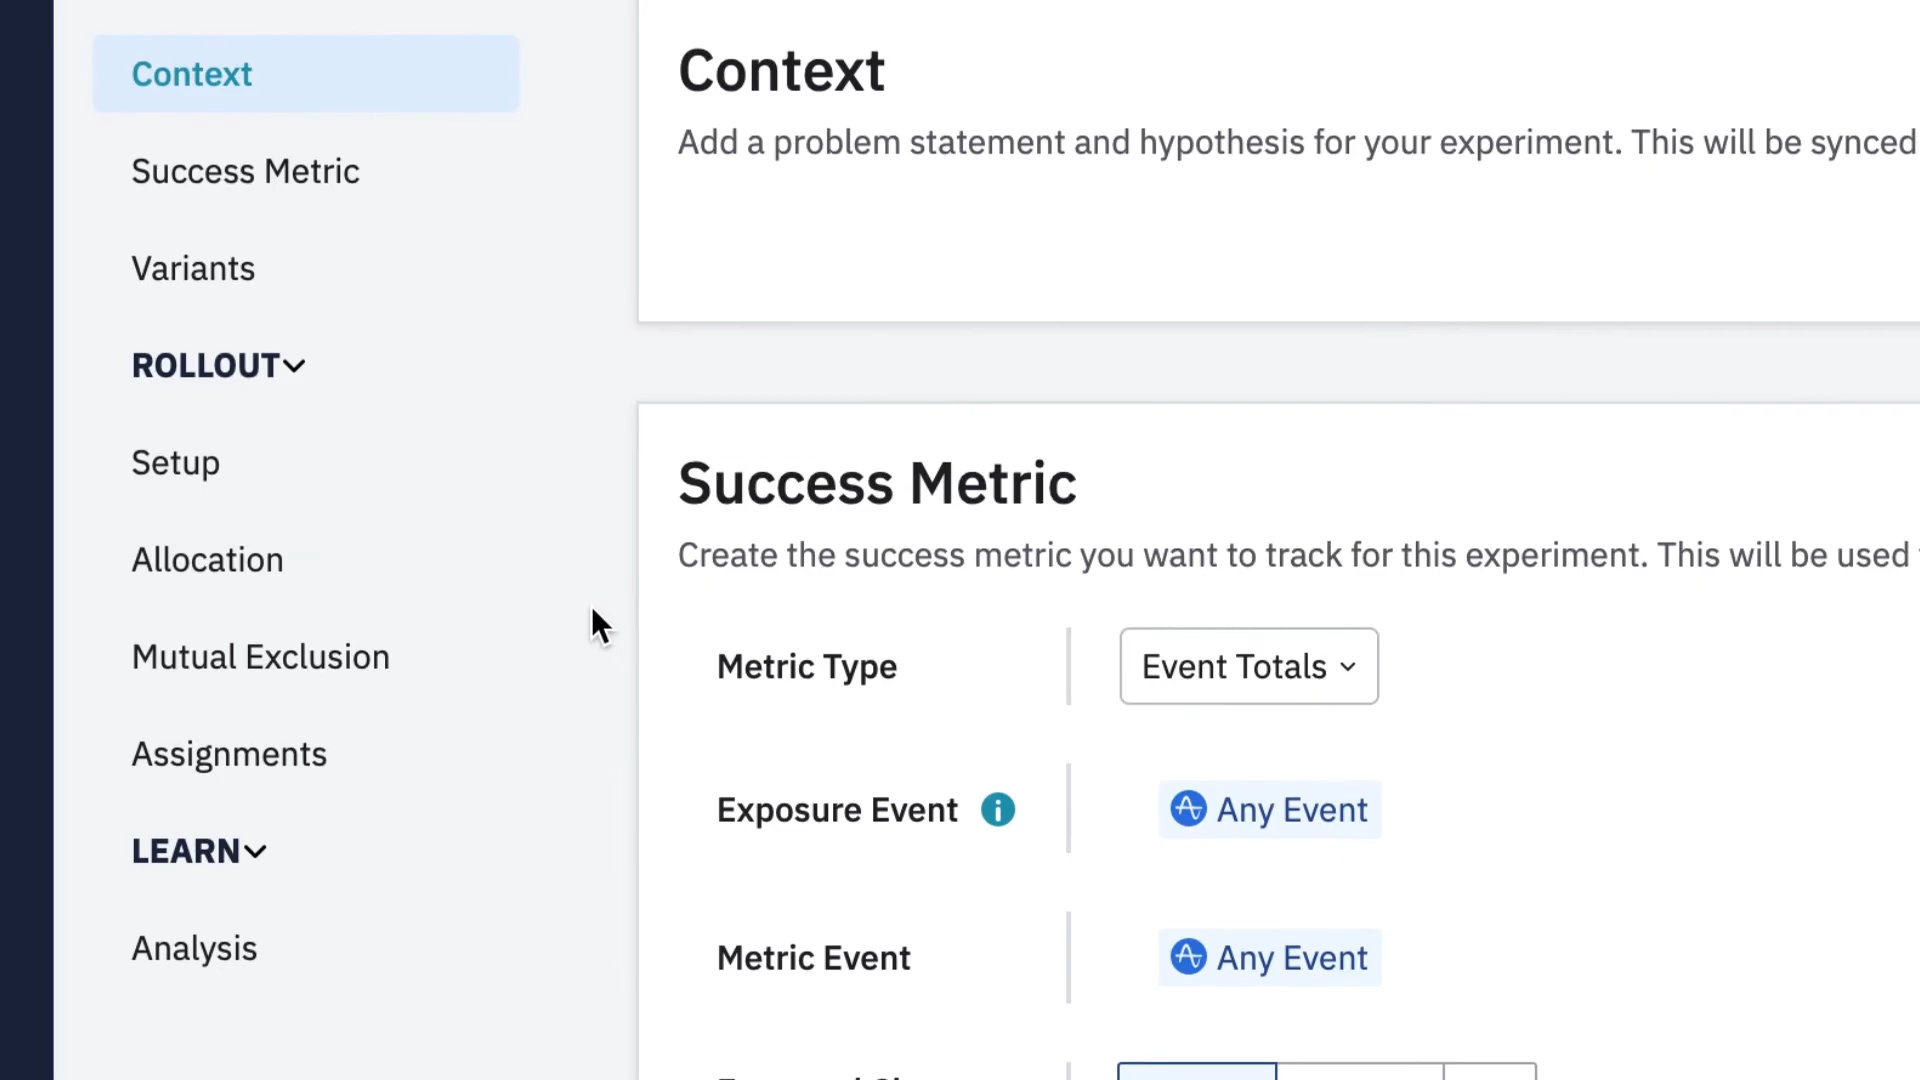 Context
Success Metric
Variants
ROLLOUT
Setup
Allocation
Mutual Exclusion
Assignments
LEARN
Analysis
Context
Add a problem statement and hypothesis for your experiment. This will be synced
Success Metric
Create the success metric you want to track for this experiment. This will be used
Metric Type
Event Totals
Exposure Event
Any Event
Metric Event
Any Event